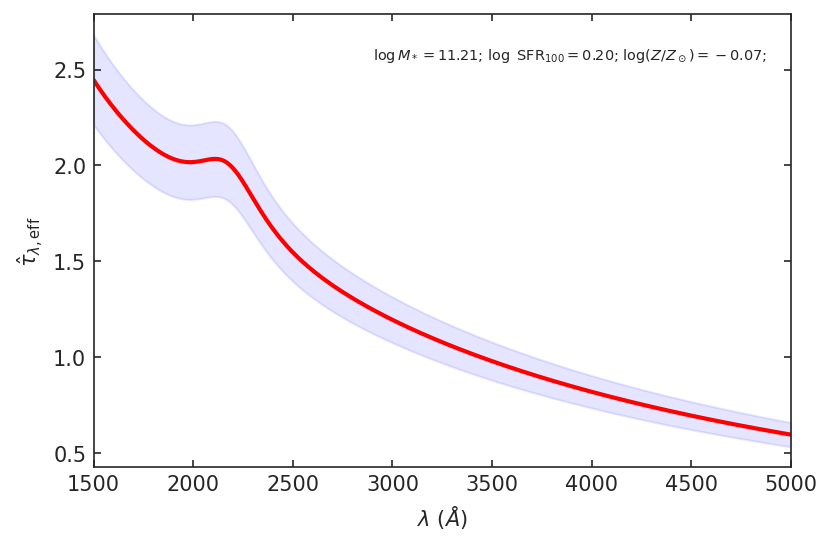 log M* = 11.21; log SFR100 = 0.20; log(Z/Z⊙) = −0.07;
2.5
2.0
1.5
1.0
0.5
τ̂λ,eff
1500 2000 2500 3000 3500 4000 4500 5000
λ (Å)